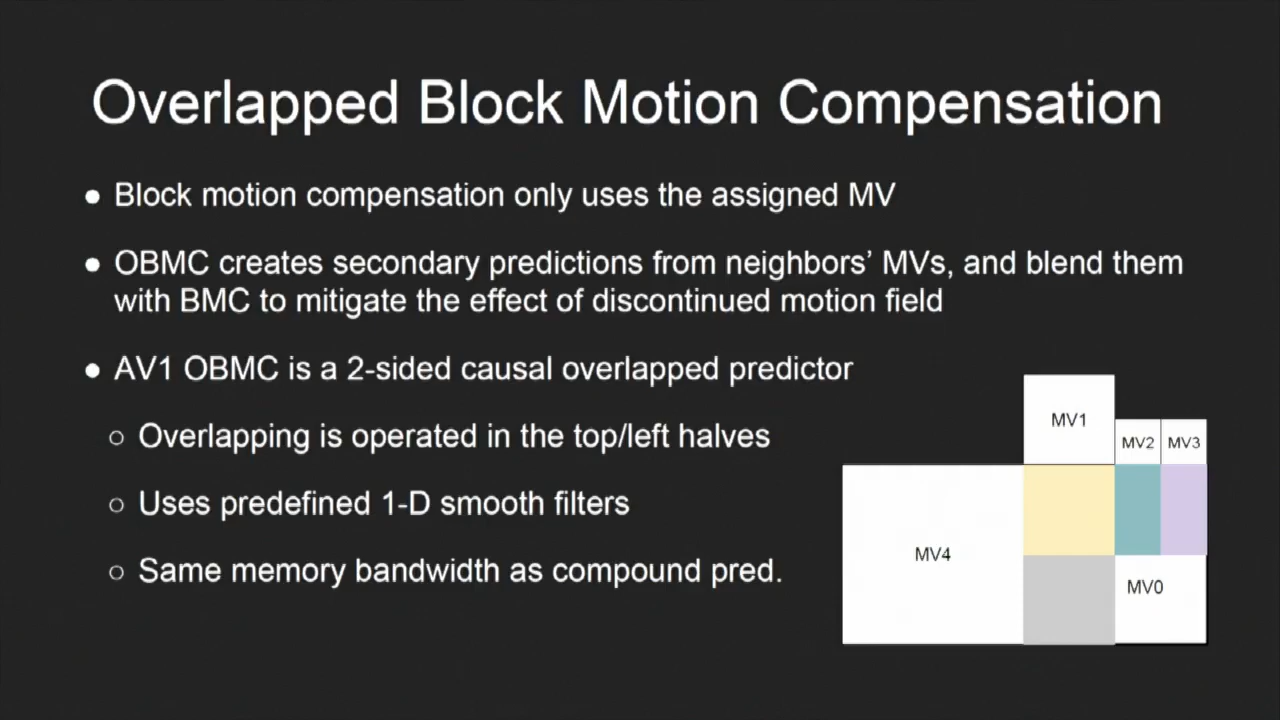 Overlapped Block Motion Compensation
● Block motion compensation only uses the assigned MV
● OBMC creates secondary predictions from neighbors’ MVs, and blend them
with BMC to mitigate the effect of discontinued motion field
● AV1 OBMC is a 2-sided causal overlapped predictor
○ Overlapping is operated in the top/left halves
○ Uses predefined 1-D smooth filters
○ Same memory bandwidth as compound pred.
MV1
MV2 MV3
MV4
MV0